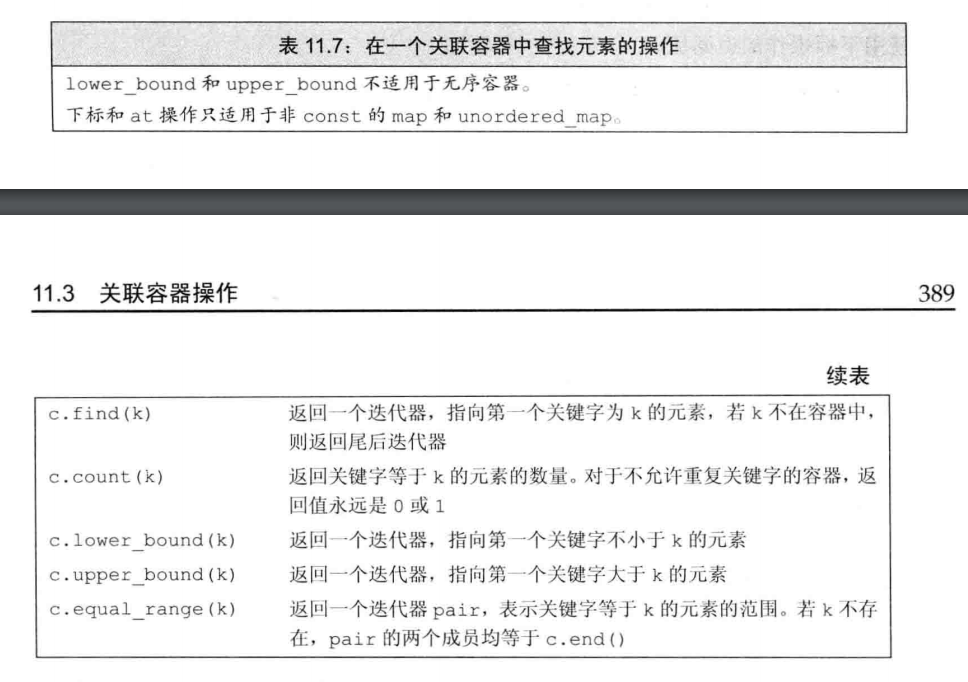 表 11.7：在一个关联容器中查找元素的操作
lower_bound 和 upper_bound 不适用于无序容器。
下标和 at 操作只适用于非 const 的 map 和 unordered_map。
11.3 关联容器操作 389
续表
c.find(k) 返回一个迭代器，指向第一个关键字为 k 的元素，若 k 不在容器中，
则返回尾后迭代器
c.count(k) 返回关键字等于 k 的元素的数量。对于不允许重复关键字的容器，返
回值永远是 0 或 1
c.lower_bound(k) 返回一个迭代器，指向第一个关键字不小于 k 的元素
c.upper_bound(k) 返回一个迭代器，指向第一个关键字大于 k 的元素
c.equal_range(k) 返回一个迭代器 pair，表示关键字等于 k 的元素的范围。若 k 不存
在，pair 的两个成员均等于 c.end()